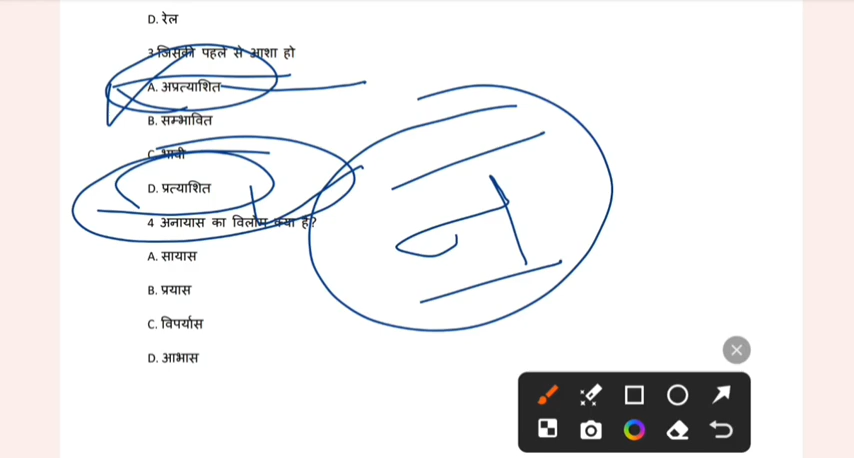 D. रेल
3 जिसकी पहले से आशा हो
A. अप्रत्याशित
B. सम्भावित
C भावी
D. प्रत्याशित
4 अनायास का विलोम क्या है?
A. सायास
B. प्रयास
C. विपर्यास
D. आभास
न